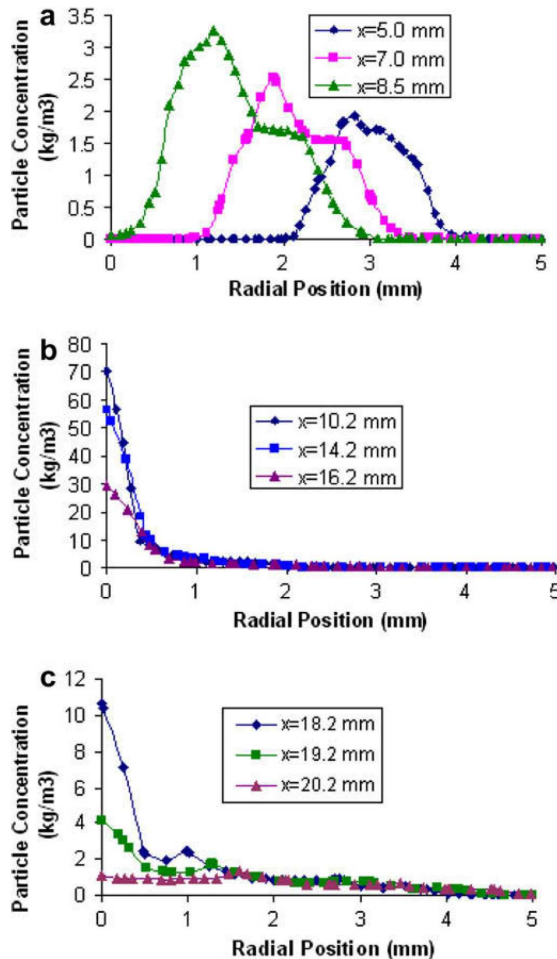 a
x=5.0 mm
x=7.0 mm
x=8.5 mm
Particle Concentration
(kg/m3)
3.5
3
2.5
2
1.5
1
0.5
0
0 1 2 3 4 5
Radial Position (mm)
b
x=10.2 mm
x=14.2 mm
x=16.2 mm
Particle Concentration
(kg/m3)
80
70
60
50
40
30
20
10
0
0 1 2 3 4 5
Radial Position (mm)
c
x=18.2 mm
x=19.2 mm
x=20.2 mm
Particle Concentration
(kg/m3)
12
10
8
6
4
2
0
0 1 2 3 4 5
Radial Position (mm)